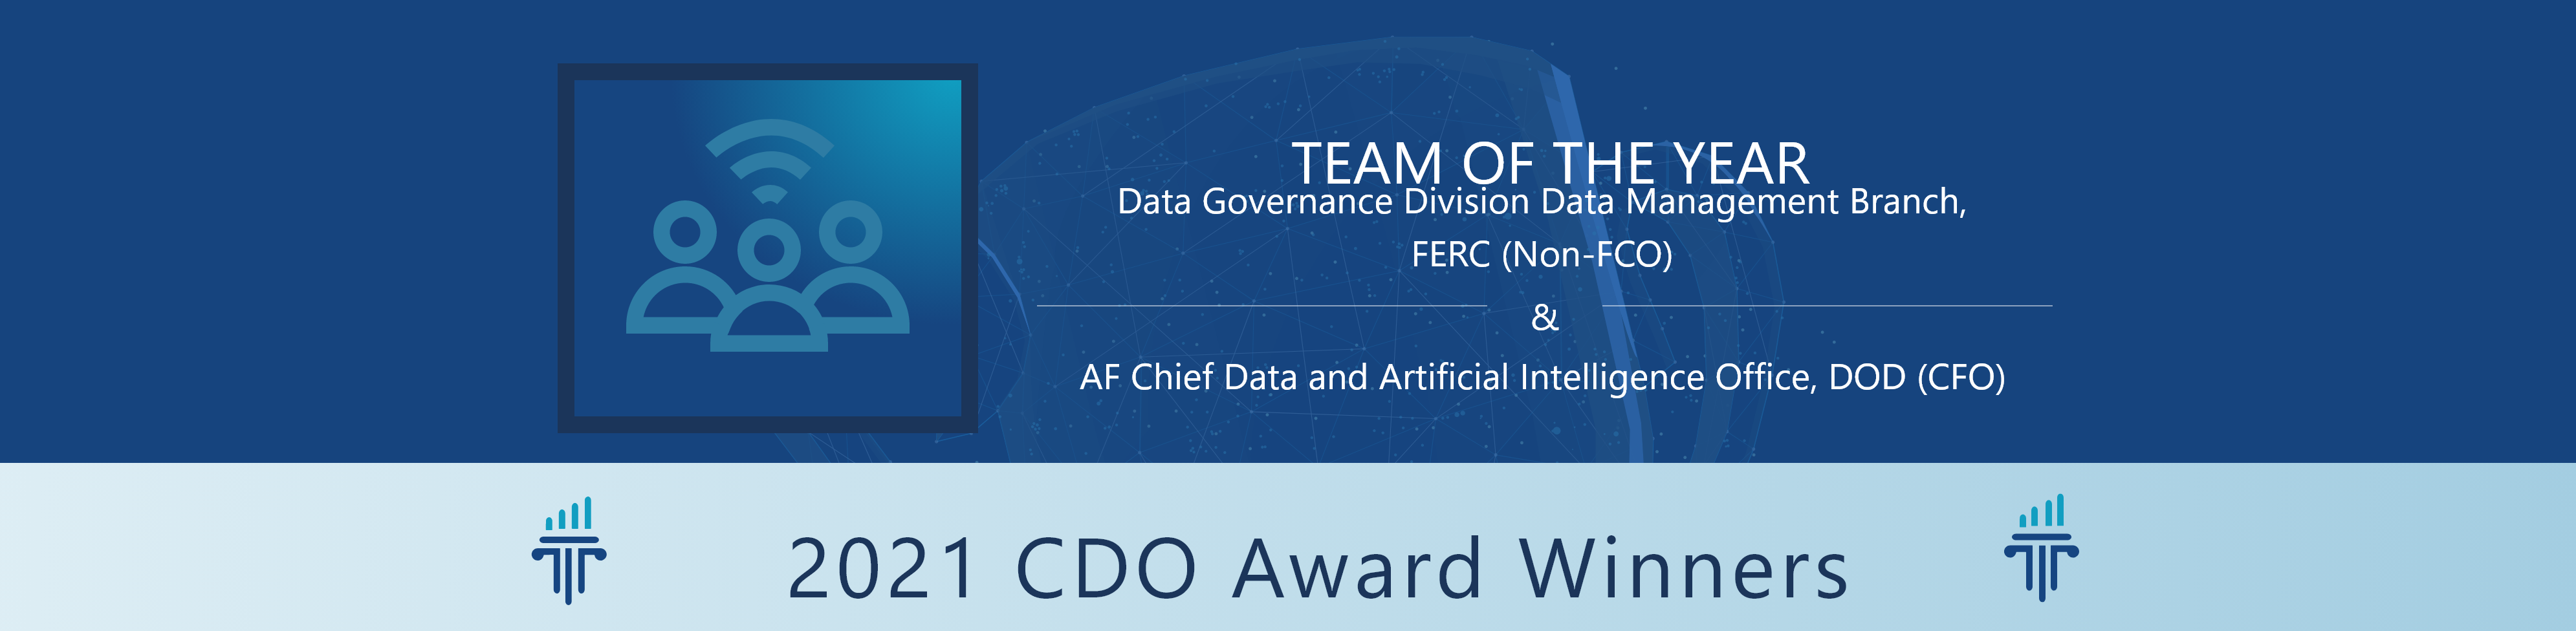 TEAM OF THE YEAR
Data Governance Division Data Management Branch,
FERC (Non-FCO)
&
AF Chief Data and Artificial Intelligence Office, DOD (CFO)
2021 CDO Award Winners